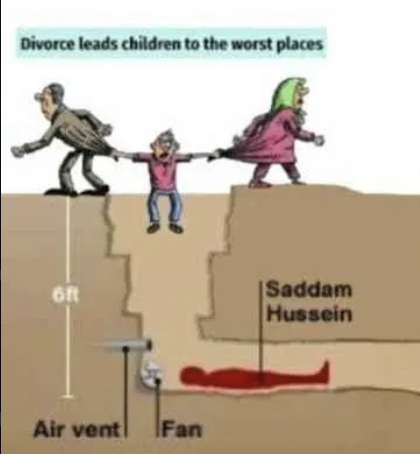 Divorce leads children to the worst places
6ft
Saddam
Hussein
Air vent
Fan